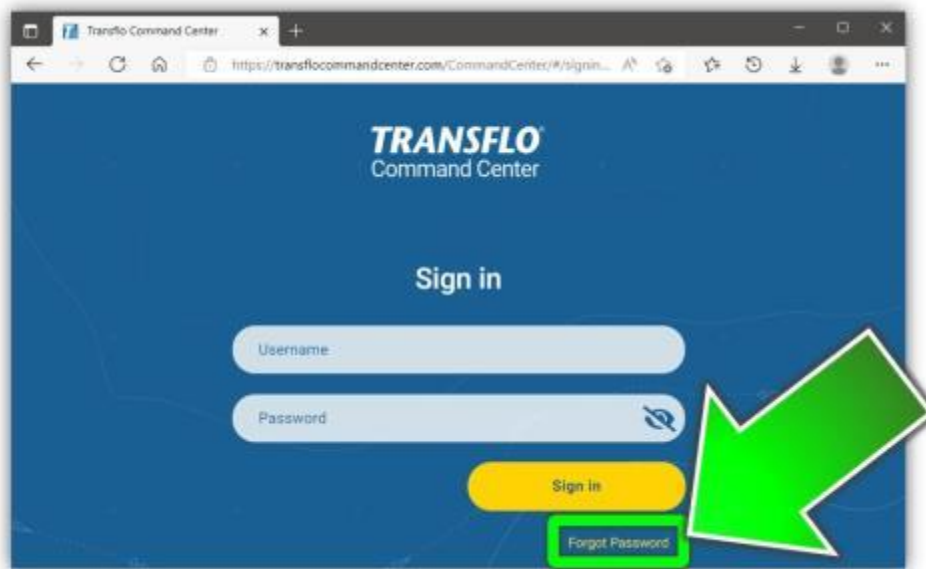 Transflo Command Center
https://transflocommandcenter.com/CommandCenter/#/signin...
TRANSFLO
Command Center
Sign in
Username
Password
Sign in
Forgot Password